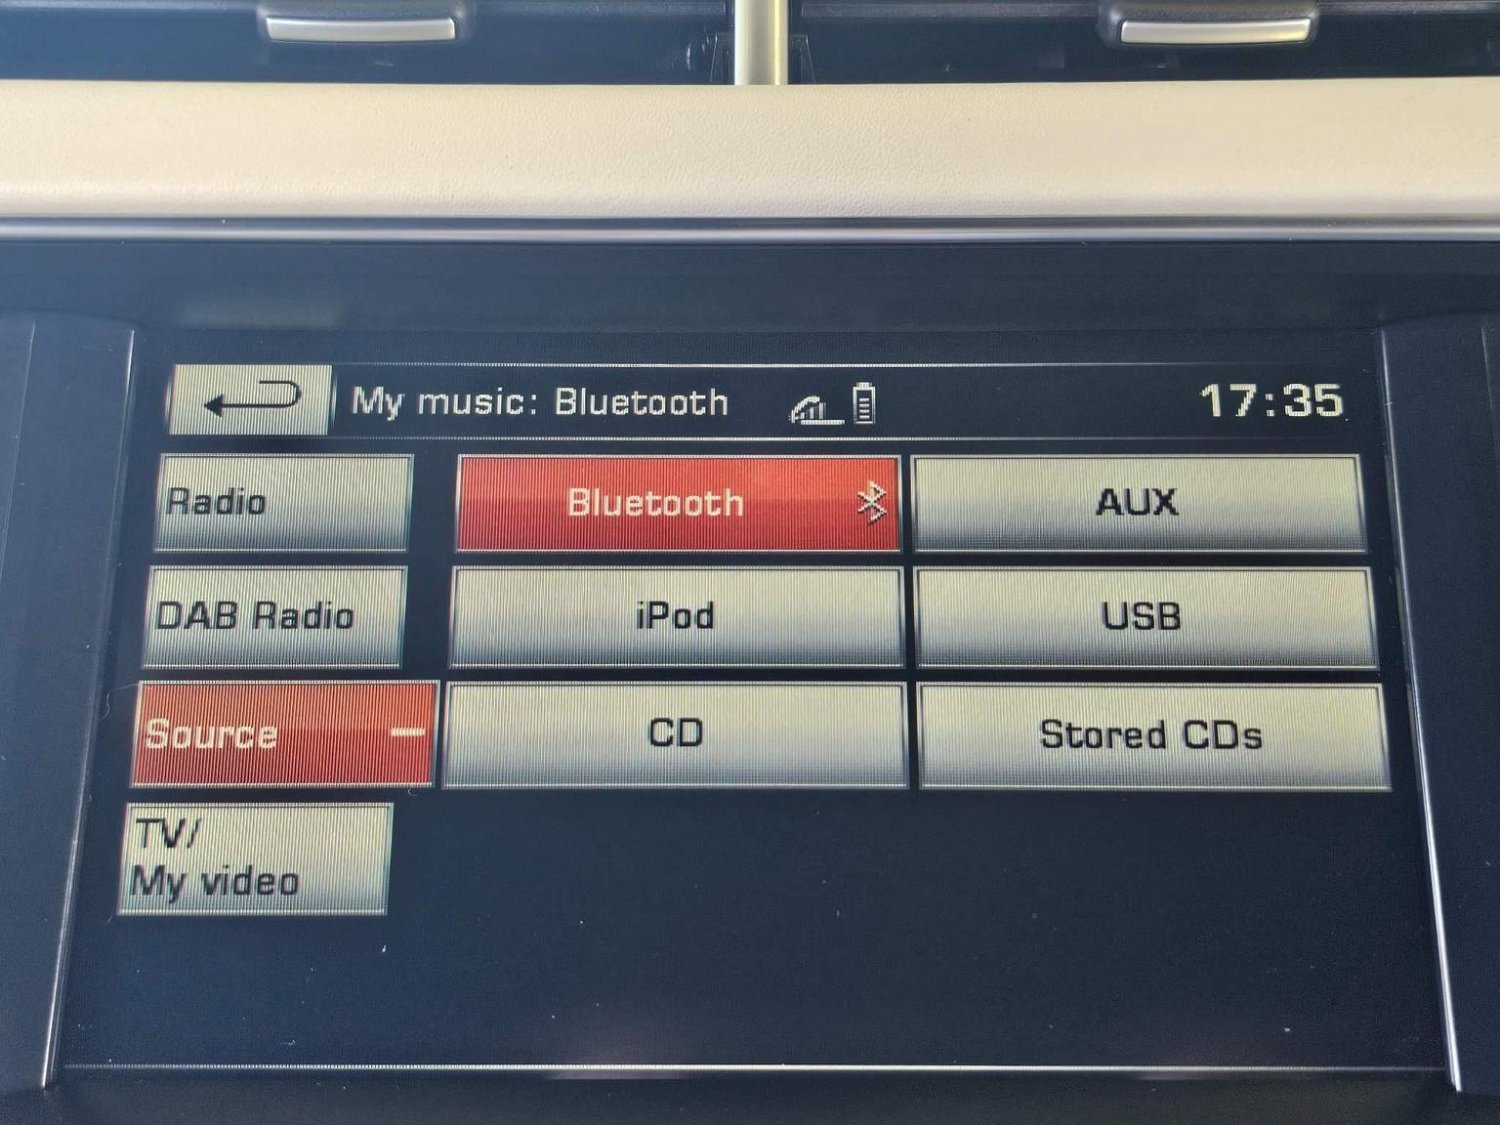 My music: Bluetooth 17:35
Radio
Bluetooth
AUX
DAB Radio
iPod
USB
Source
CD
Stored CDs
TV/
My video